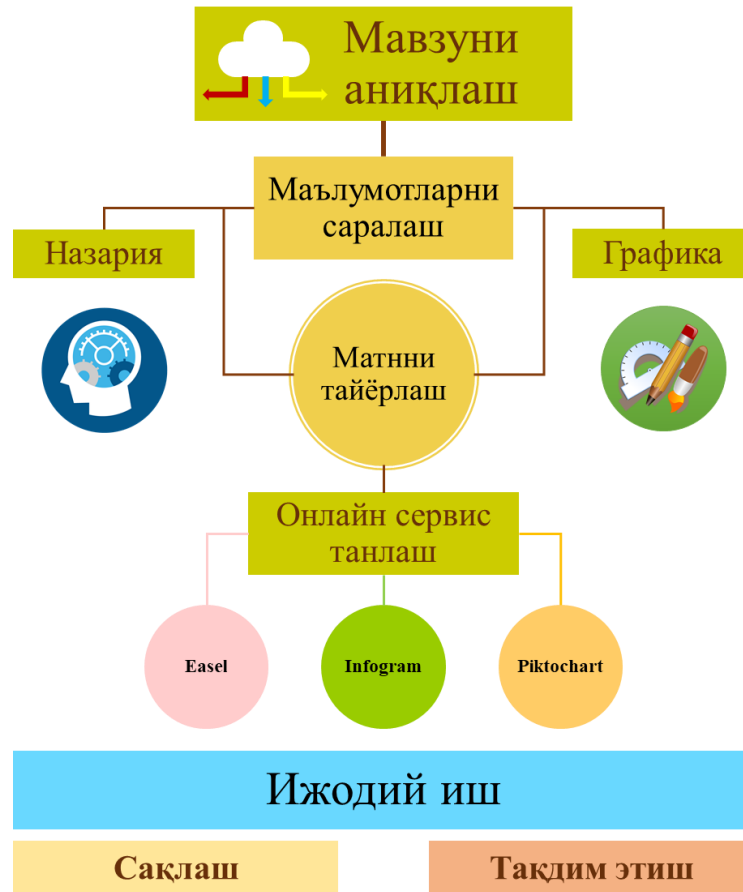 Мавзуни
аниқлаш
Маълумотларни
саралаш
Назария
Графика
Матнни
тайёрлаш
Онлайн сервис
танлаш
Easel
Infogram
Piktochart
Ижодий иш
Сақлаш
Тақдим этиш